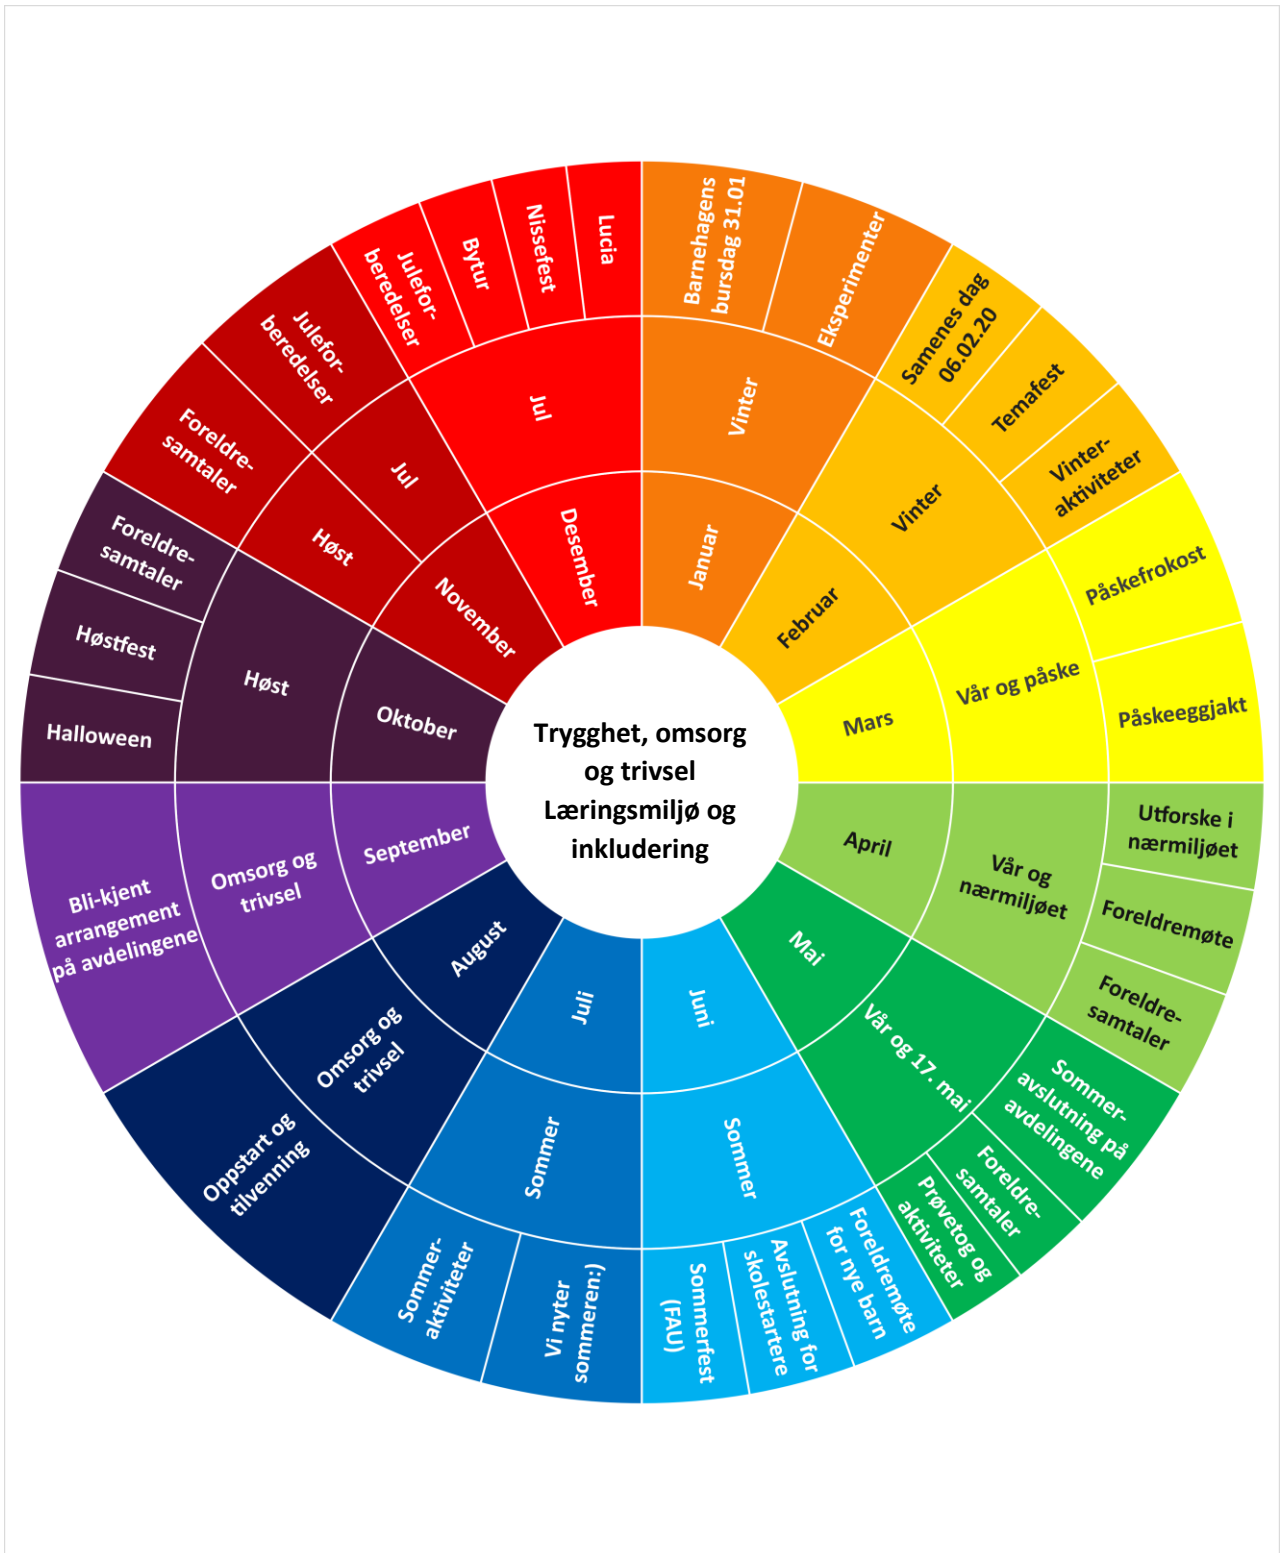 Trygghet, omsorg
og trivsel
Læringsmiljø og
inkludering
Januar
Vinter
Barnehagens
bursdag 31.01
Eksperimenter
Februar
Vinter
Samenes dag
06.02.20
Temafest
Vinter-
aktiviteter
Mars
Vår og påske
Påskefrokost
Påskeeggjakt
April
Vår og
nærmiljøet
Utforske i
nærmiljøet
Foreldremøte
Foreldre-
samtaler
Mai
Vår og 17. mai
Sommer-
avslutning på
avdelingene
Foreldre-
samtaler
Prøvetog og
aktiviteter
Juni
Sommer
Foreldremøte
for nye barn
Avslutning for
skolestartere
Sommerfest
(FAU)
Juli
Sommer
Vi nyter
sommeren:)
Sommer-
aktiviteter
August
Omsorg og
trivsel
Oppstart og
tilvenning
September
Omsorg og
trivsel
Bli-kjent
arrangement
på avdelingene
Oktober
Høst
Halloween
Høstfest
Foreldre-
samtaler
November
Høst
Foreldre-
samtaler
Jul
Julefor-
beredelser
Desember
Jul
Julefor-
beredelser
Bytur
Nissefest
Lucia